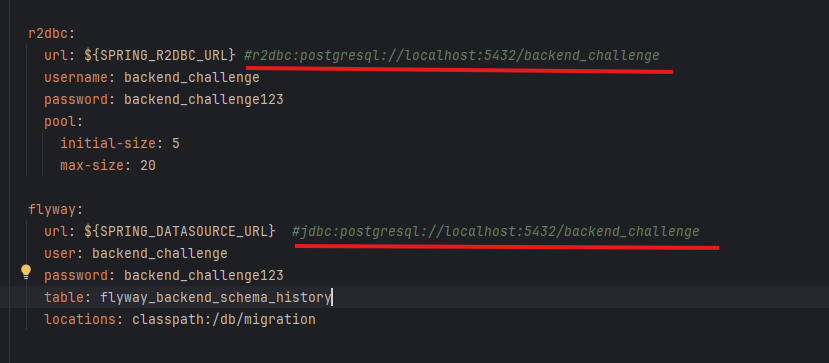 r2dbc:
url: ${SPRING_R2DBC_URL} #r2dbc:postgresql://localhost:5432/backend_challenge
username: backend_challenge
password: backend_challenge123
pool:
initial-size: 5
max-size: 20
flyway:
url: ${SPRING_DATASOURCE_URL}  #jdbc:postgresql://localhost:5432/backend_challenge
user: backend_challenge
password: backend_challenge123
table: flyway_backend_schema_history
locations: classpath:/db/migration